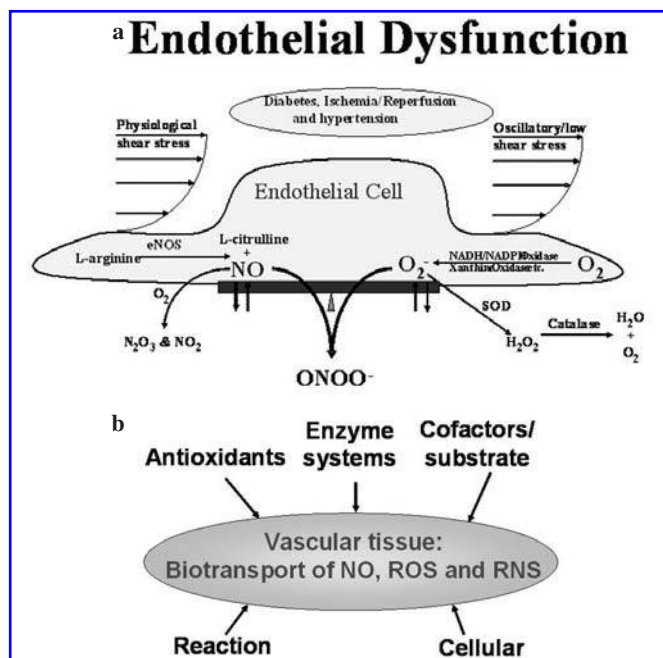 a Endothelial Dysfunction
Diabetes, Ischemia/Reperfusion
and hypertension
Physiological
shear stress
Oscillatory/low
shear stress
Endothelial Cell
L-arginine
eNOS
L-citrulline
+
NO
O₂⁻
NADH/NADPH
O₂
O₂
N₂O₃ & NO₂
ONOO⁻
SOD
H₂O₂
Catalase
H₂O
+
O₂
b
Antioxidants
Enzyme
systems
Cofactors/
substrate
Vascular tissue:
Biotransport of NO, ROS and RNS
Reaction
Cellular